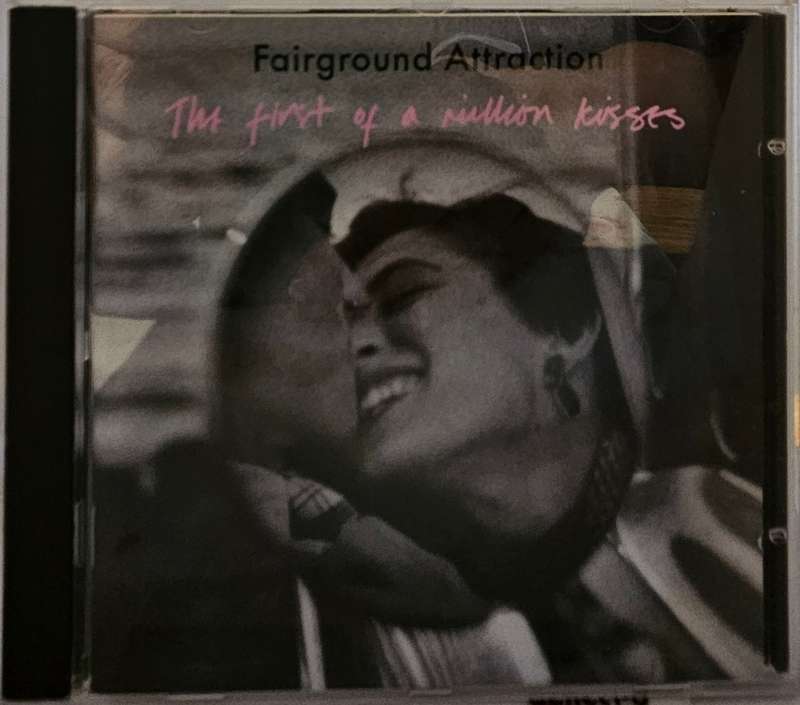 Fairground Attraction
The first of a million kisses